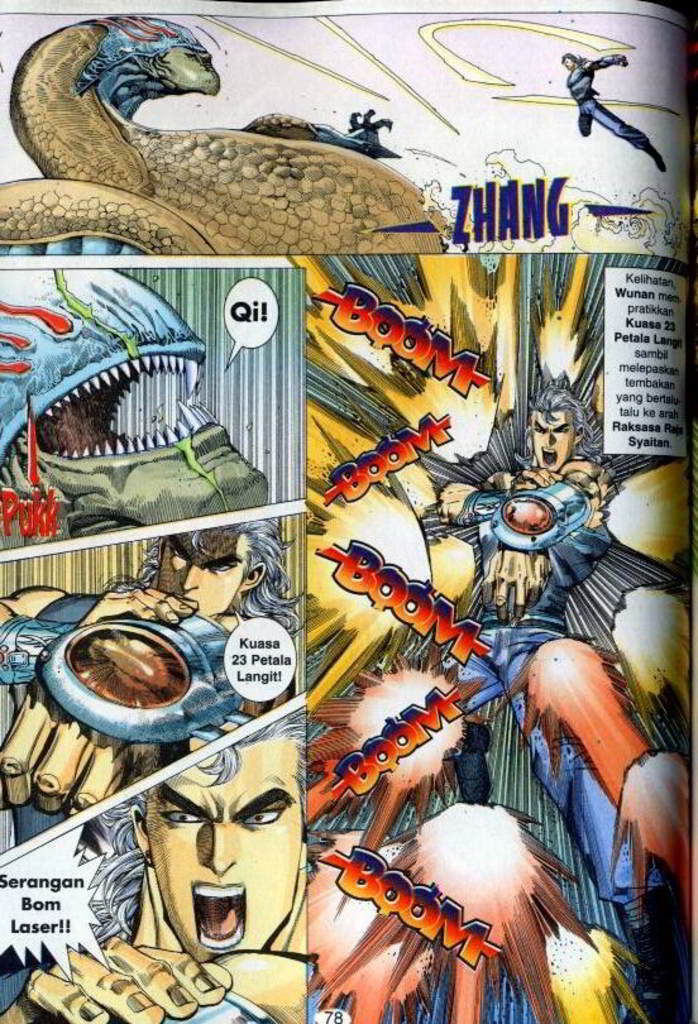 ZHANG
Qi!
Pukk
Kuasa
23 Petala
Langit!
Serangan
Bom
Laser!!
Kelihatan,
Wunan mem-
pratikkan
Kuasa 23
Petala Langit
sambil
melepaskan
tembakan
yang bertalu-
talu ke arah
Raksasa Raja
Syaitan.
BOOM
BOOM
BOOM
BOOM
BOOM
78